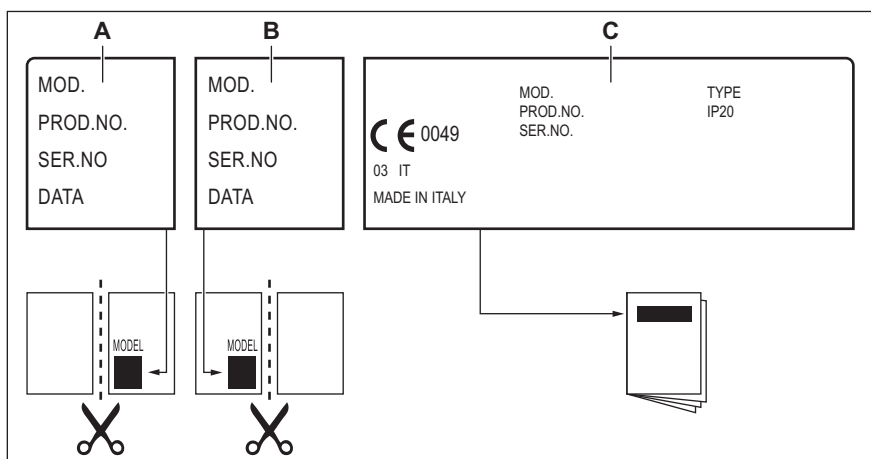 A
B
C
MOD.
PROD.NO.
SER.NO
DATA
MOD.
PROD.NO.
SER.NO
DATA
MOD.
PROD.NO.
SER.NO.
TYPE
IP20
CE 0049
03 IT
MADE IN ITALY
MODEL
MODEL